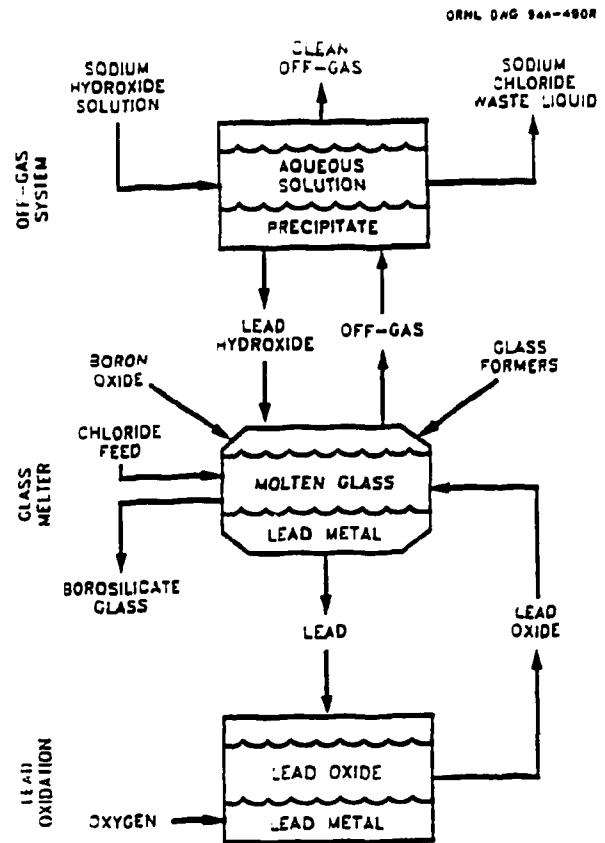 ORNL DWG 94A-490R
CLEAN
OFF-GAS
SODIUM
HYDROXIDE
SOLUTION
SODIUM
CHLORIDE
WASTE LIQUID
OFF-GAS
SYSTEM
AQUEOUS
SOLUTION
PRECIPITATE
LEAD
HYDROXIDE
OFF-GAS
BORON
OXIDE
GLASS
FORMERS
CHLORIDE
FEED
GLASS
MELTER
MOLTEN GLASS
LEAD METAL
BOROSILICATE
GLASS
LEAD
LEAD
OXIDE
LEAD
OXIDATION
LEAD OXIDE
OXYGEN
LEAD METAL